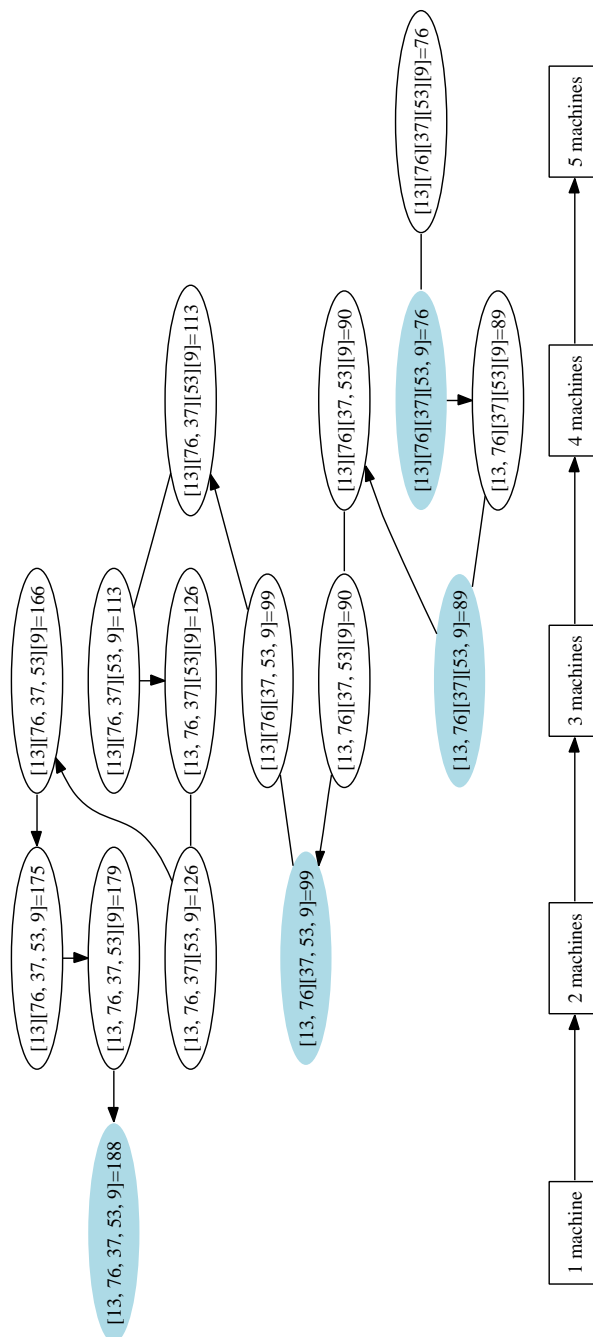 [13, 76, 37, 53, 9]=188
[13][76, 37, 53, 9]=175
[13, 76, 37, 53][9]=179
[13, 76, 37][53, 9]=126
[13, 76][37, 53, 9]=99
[13][76, 37, 53][9]=166
[13][76, 37][53, 9]=113
[13, 76, 37][53][9]=126
[13][76][37, 53, 9]=99
[13, 76][37, 53][9]=90
[13, 76][37][53, 9]=89
[13][76, 37][53][9]=113
[13][76][37, 53][9]=90
[13][76][37][53, 9]=76
[13, 76][37][53][9]=89
[13][76][37][53][9]=76
1 machine
2 machines
3 machines
4 machines
5 machines